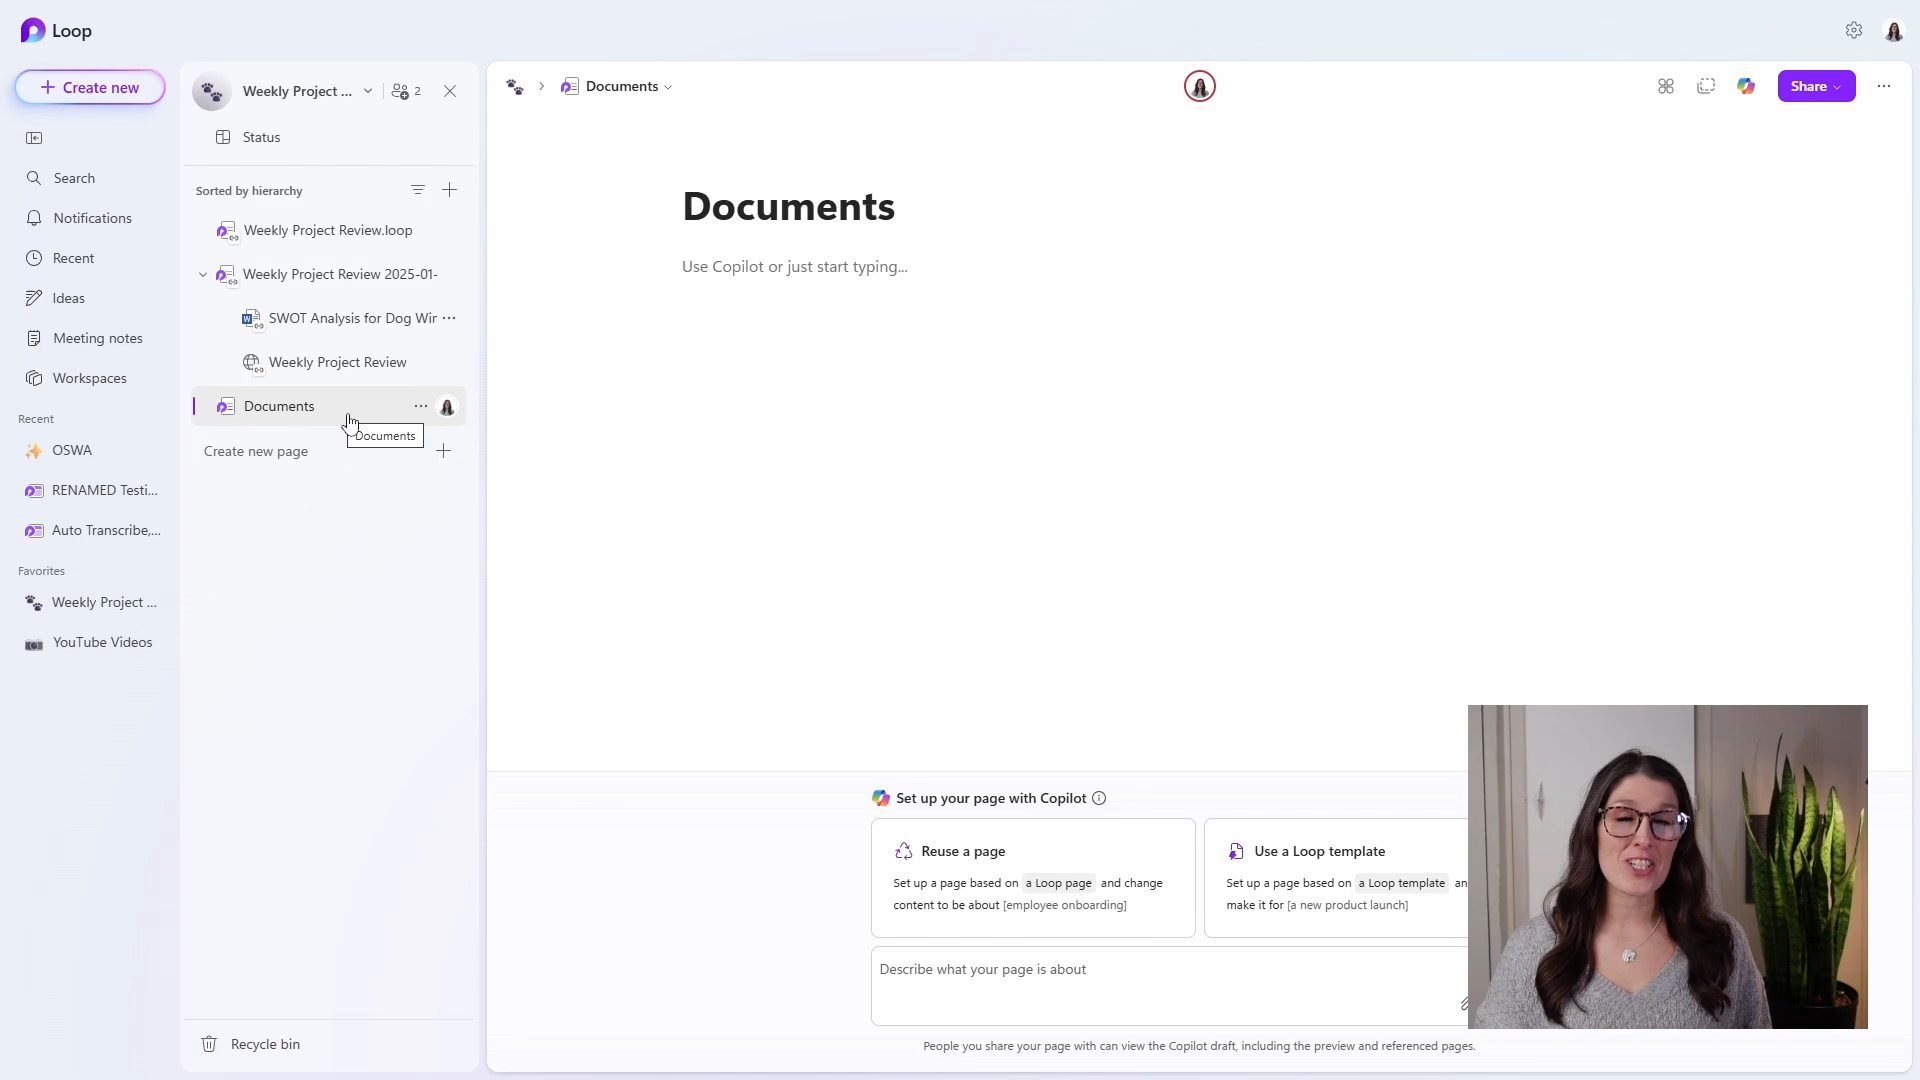 Loop
Create new
Search
Notifications
Recent
Ideas
Meeting notes
Workspaces
Recent
OSWA
RENAMED Testi...
Auto Transcribe,...
Favorites
Weekly Project ...
YouTube Videos
Weekly Project ...
2
Status
Sorted by hierarchy
Weekly Project Review.loop
Weekly Project Review 2025-01-
SWOT Analysis for Dog Wir
Weekly Project Review
Documents
Documents
Create new page
Recycle bin
Documents
Share
Documents
Use Copilot or just start typing...
Set up your page with Copilot
Reuse a page
Set up a page based on a Loop page and change
content to be about [employee onboarding]
Use a Loop template
Set up a page based on a Loop template an
make it for [a new product launch]
Describe what your page is about
People you share your page with can view the Copilot draft, including the preview and referenced pages.